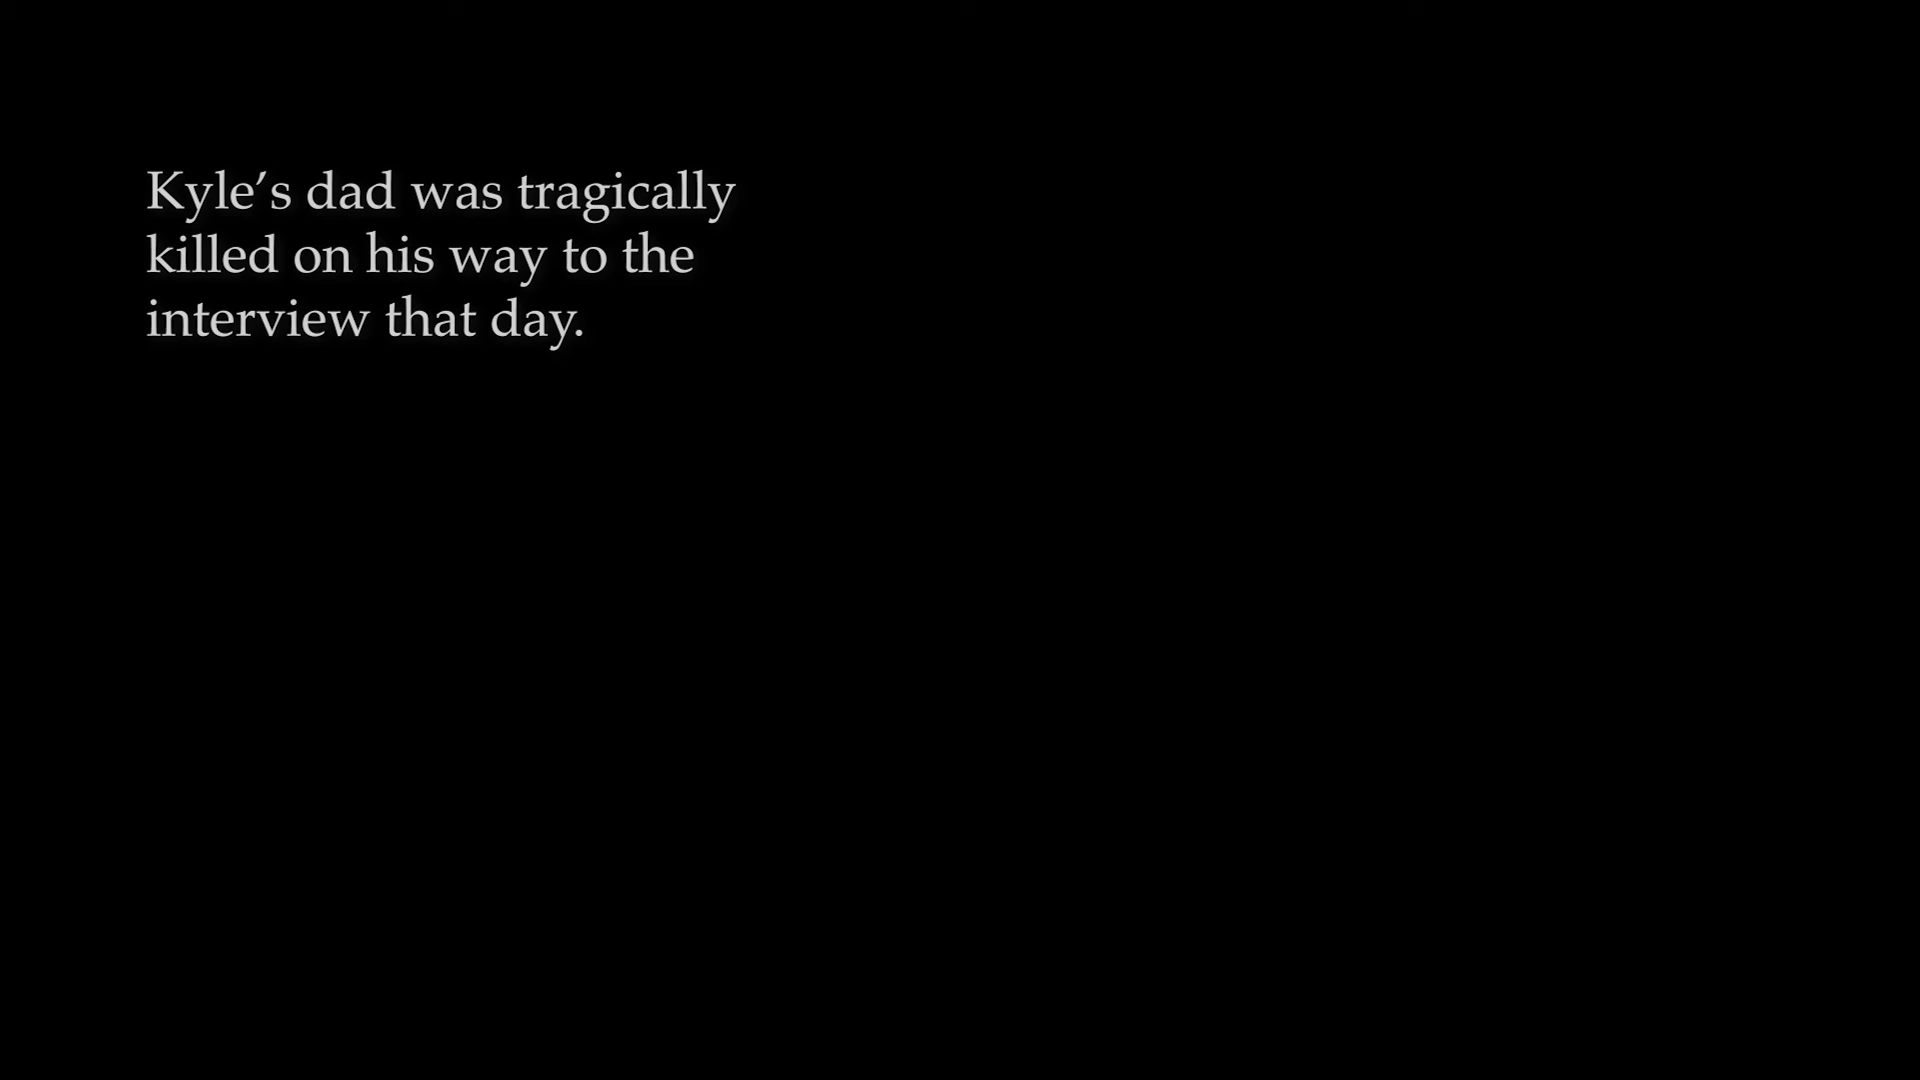 Kyle’s dad was tragically
killed on his way to the
interview that day.